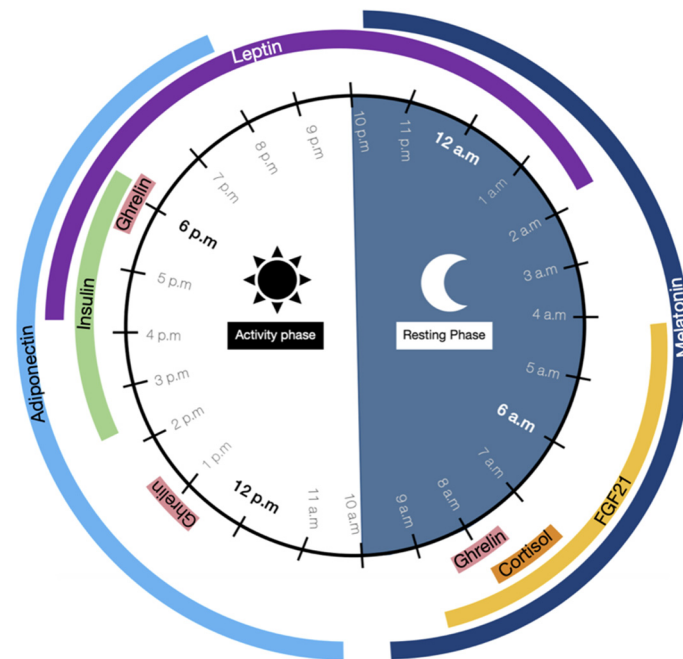 Leptin
10 p.m
11 p.m
12 a.m
1 a.m
2 a.m
3 a.m
4 a.m
5 a.m
6 a.m
7 a.m
8 a.m
9 a.m
10 a.m
11 a.m
12 p.m
1 p.m
2 p.m
3 p.m
4 p.m
5 p.m
6 p.m
7 p.m
8 p.m
9 p.m
Ghrelin
Insulin
Adiponectin
Activity phase
Resting Phase
Melatonin
Ghrelin
FGF21
Ghrelin
Cortisol